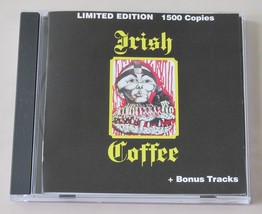 LIMITED EDITION 1500 Copies
Irish
Coffee
+ Bonus Tracks